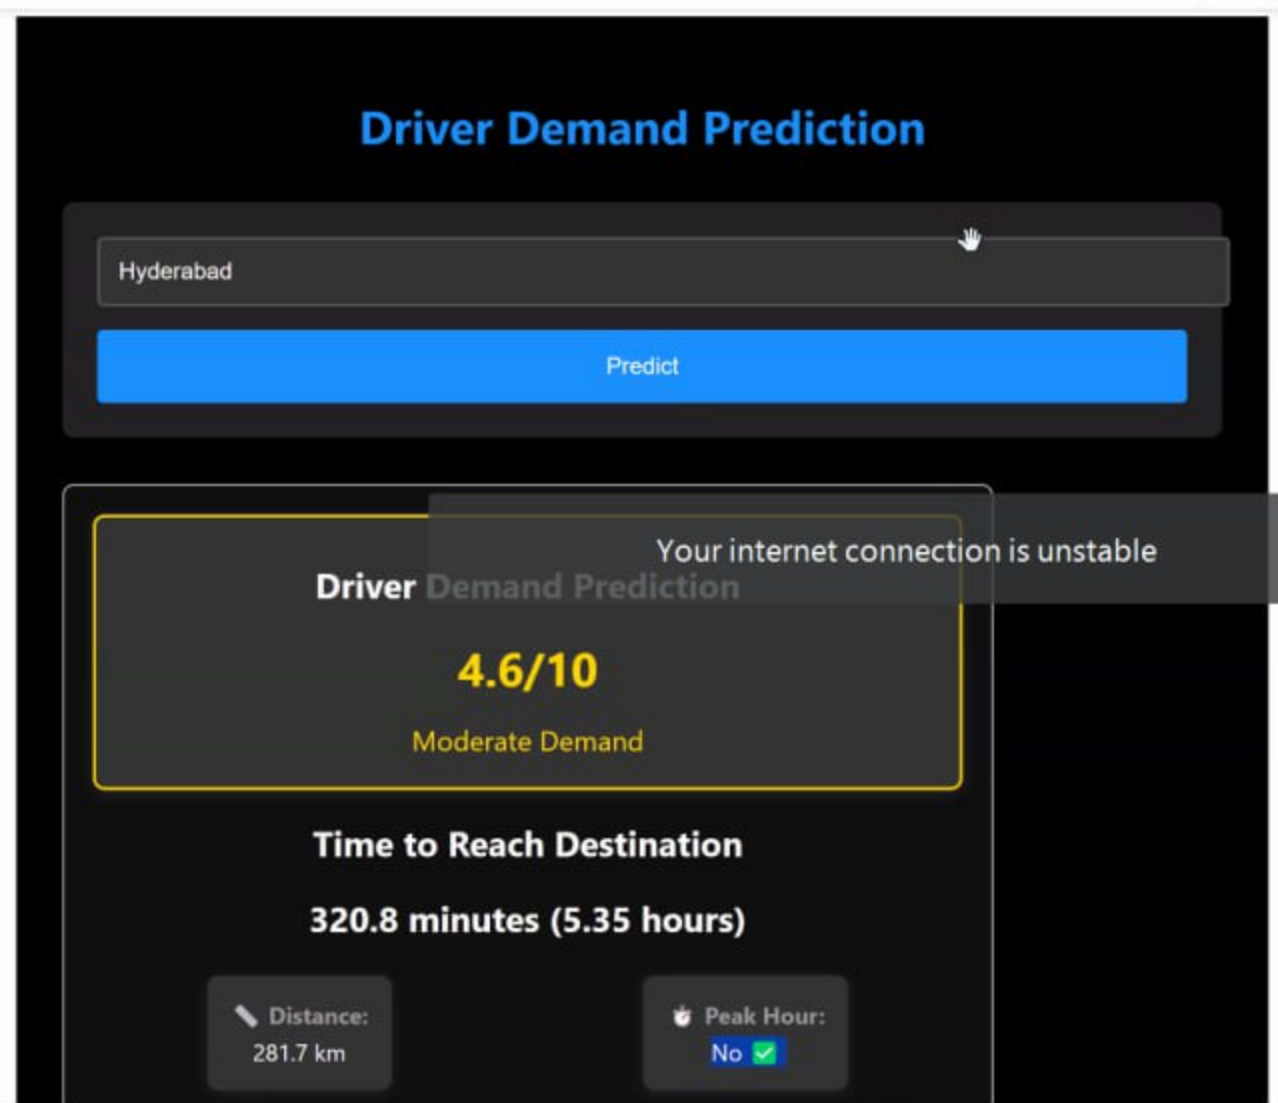 Driver Demand Prediction
Hyderabad
Predict
Your internet connection is unstable
Driver Demand Prediction
4.6/10
Moderate Demand
Time to Reach Destination
320.8 minutes (5.35 hours)
Distance:
281.7 km
Peak Hour:
No